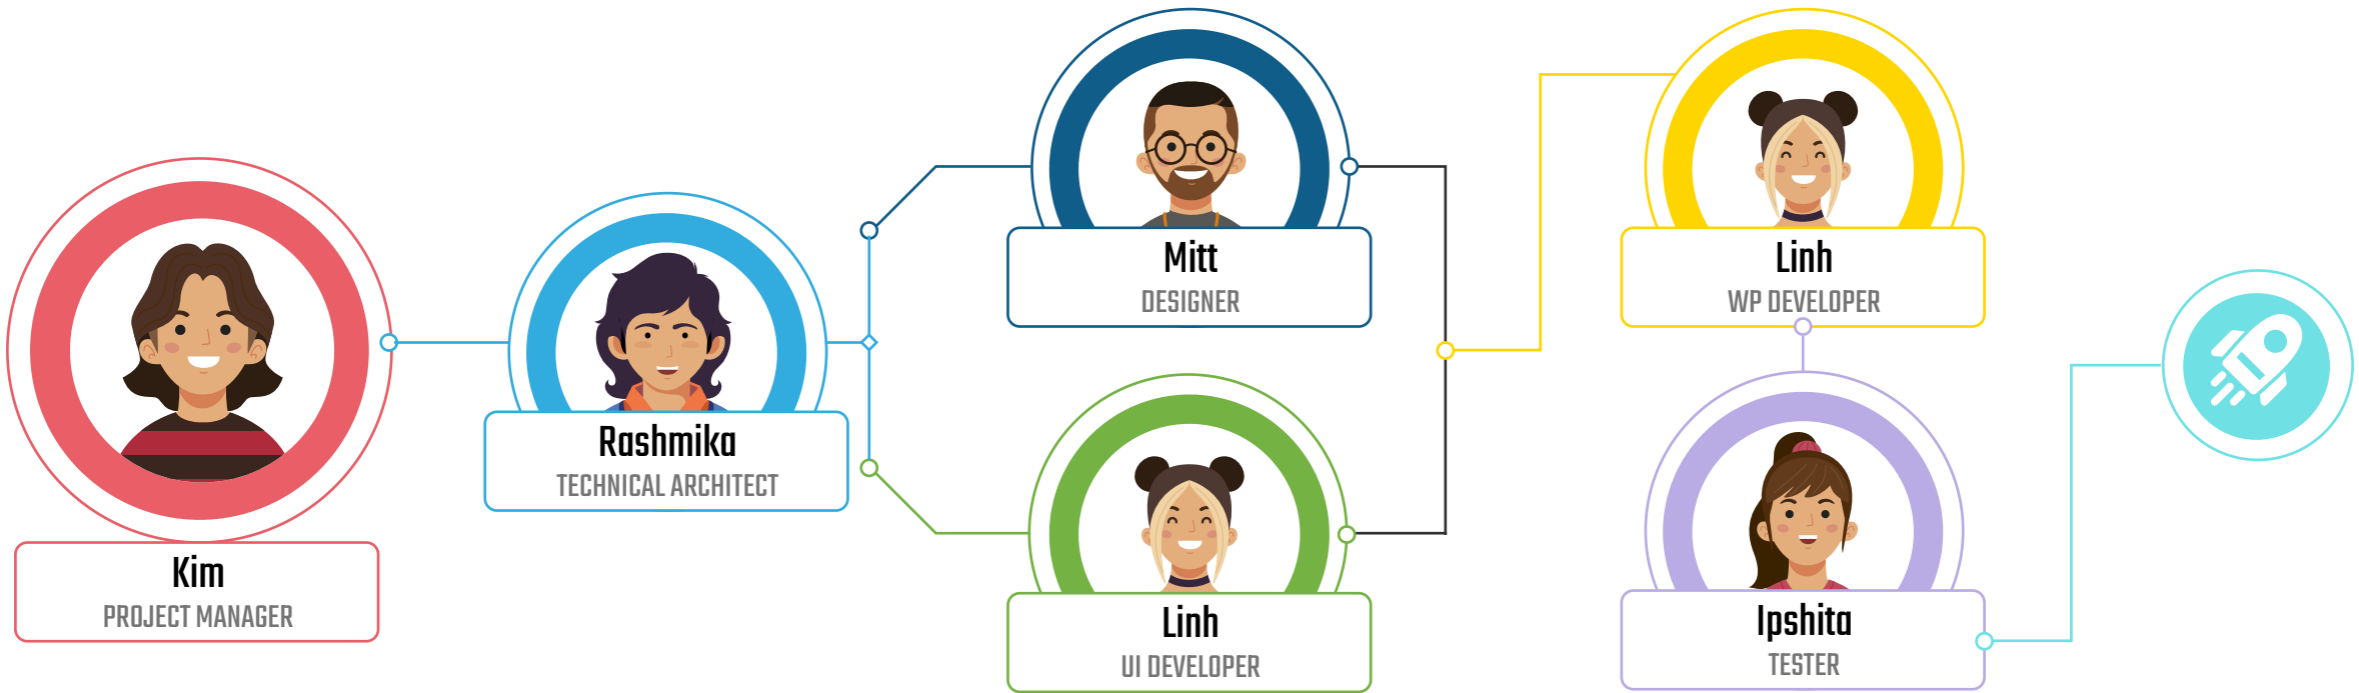 Kim
PROJECT MANAGER
Rashmika
TECHNICAL ARCHITECT
Mitt
DESIGNER
Linh
UI DEVELOPER
Linh
WP DEVELOPER
Ipshita
TESTER